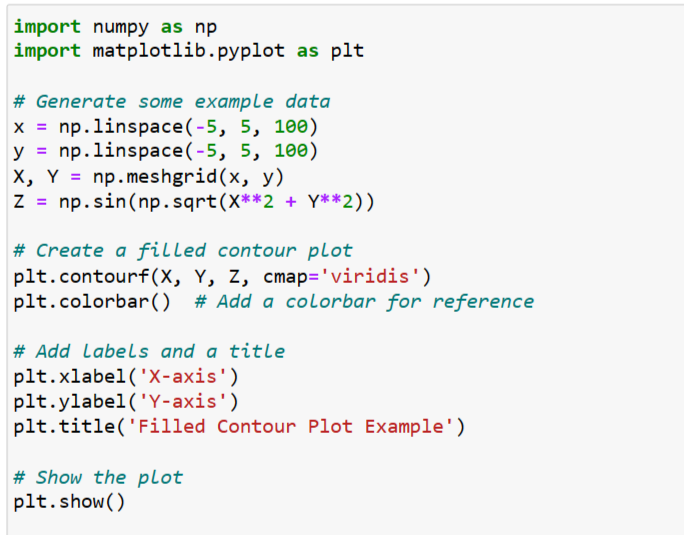 import numpy as np
import matplotlib.pyplot as plt

# Generate some example data
x = np.linspace(-5, 5, 100)
y = np.linspace(-5, 5, 100)
X, Y = np.meshgrid(x, y)
Z = np.sin(np.sqrt(X**2 + Y**2))

# Create a filled contour plot
plt.contourf(X, Y, Z, cmap='viridis')
plt.colorbar()  # Add a colorbar for reference

# Add labels and a title
plt.xlabel('X-axis')
plt.ylabel('Y-axis')
plt.title('Filled Contour Plot Example')

# Show the plot
plt.show()